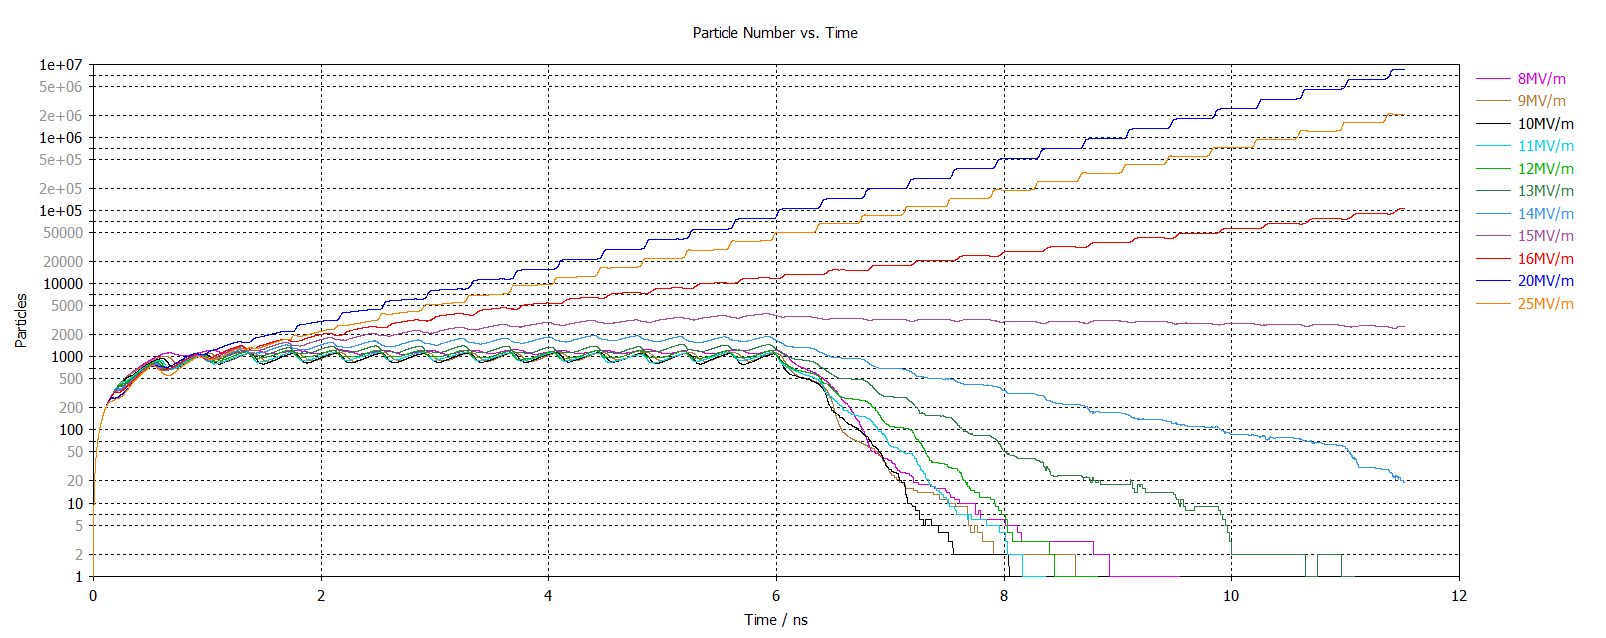 Particle Number vs. Time
1e+07
5e+06
2e+06
1e+06
5e+05
2e+05
1e+05
50000
20000
10000
5000
2000
1000
500
200
100
50
20
10
5
2
1
Particles
0
2
4
6
8
10
12
Time / ns
8MV/m
9MV/m
10MV/m
11MV/m
12MV/m
13MV/m
14MV/m
15MV/m
16MV/m
20MV/m
25MV/m